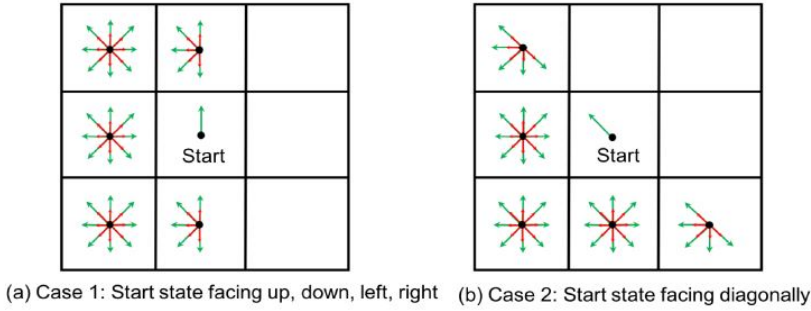 Start
Start
(a) Case 1: Start state facing up, down, left, right
(b) Case 2: Start state facing diagonally